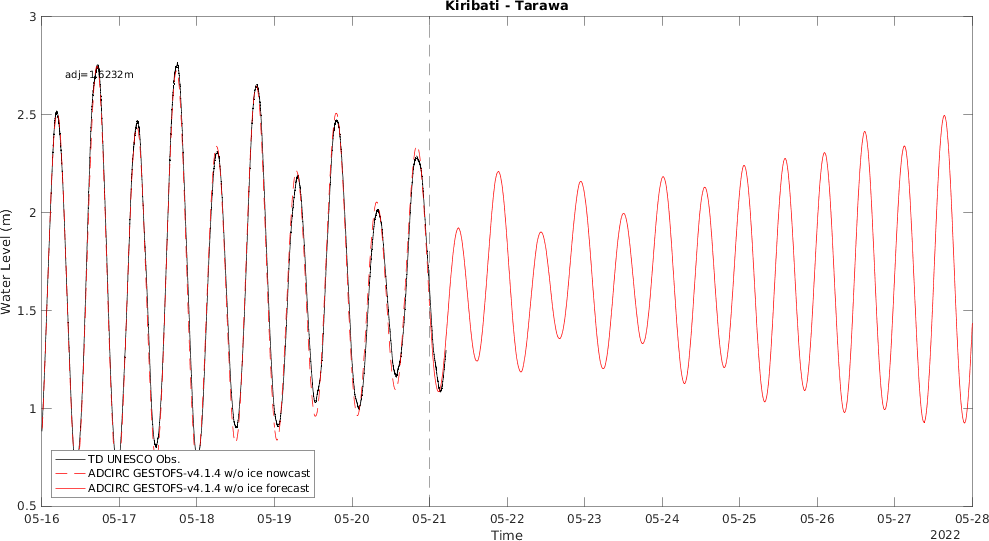 Kiribati - Tarawa
3
adj=1.5232m
2.5
2
Water Level (m)
1.5
1
TD UNESCO Obs.
ADCIRC GESTOFS-v4.1.4 w/o ice nowcast
ADCIRC GESTOFS-v4.1.4 w/o ice forecast
0.5
05-16 05-17 05-18 05-19 05-20 05-21 05-22 05-23 05-24 05-25 05-26 05-27 05-28
Time
2022